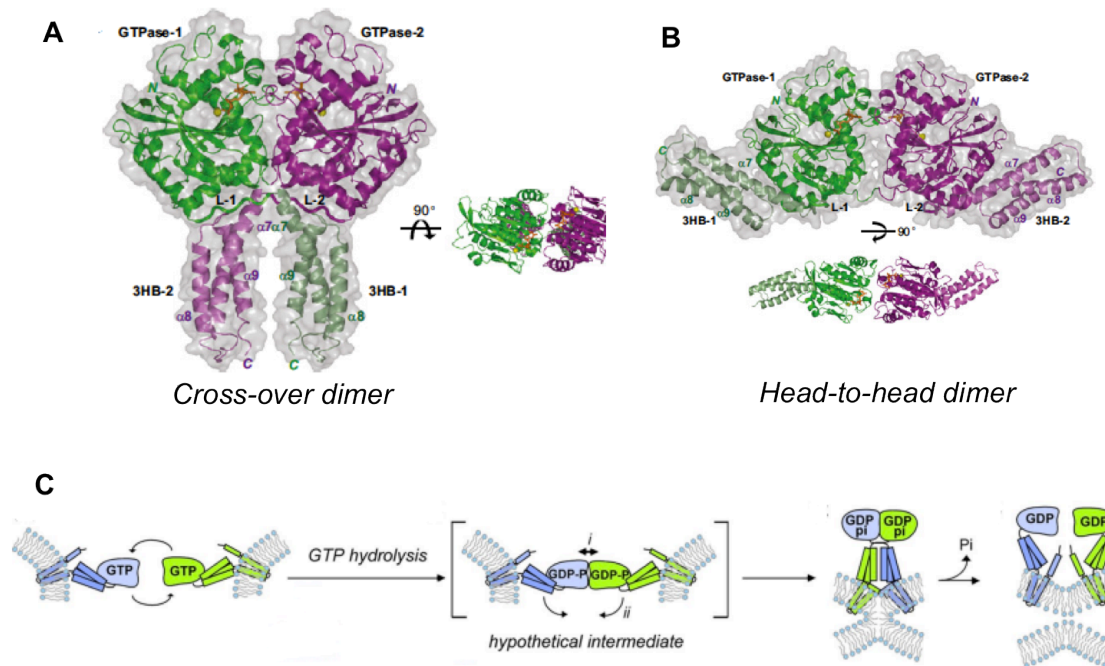 A
GTPase-1
GTPase-2
N
N
L-1
L-2
α7
α7
α9
α9
3HB-2
3HB-1
α8
α8
C
C
90°
Cross-over dimer
B
GTPase-1
GTPase-2
N
N
C
α7
α7
C
α8
α8
3HB-1
α9
L-1
L-2
α9
3HB-2
90°
Head-to-head dimer
C
GTP
GTP
GTP hydrolysis
i
GDP-P
GDP-P
ii
hypothetical intermediate
GDP
pi
GDP
pi
Pi
GDP
GDP